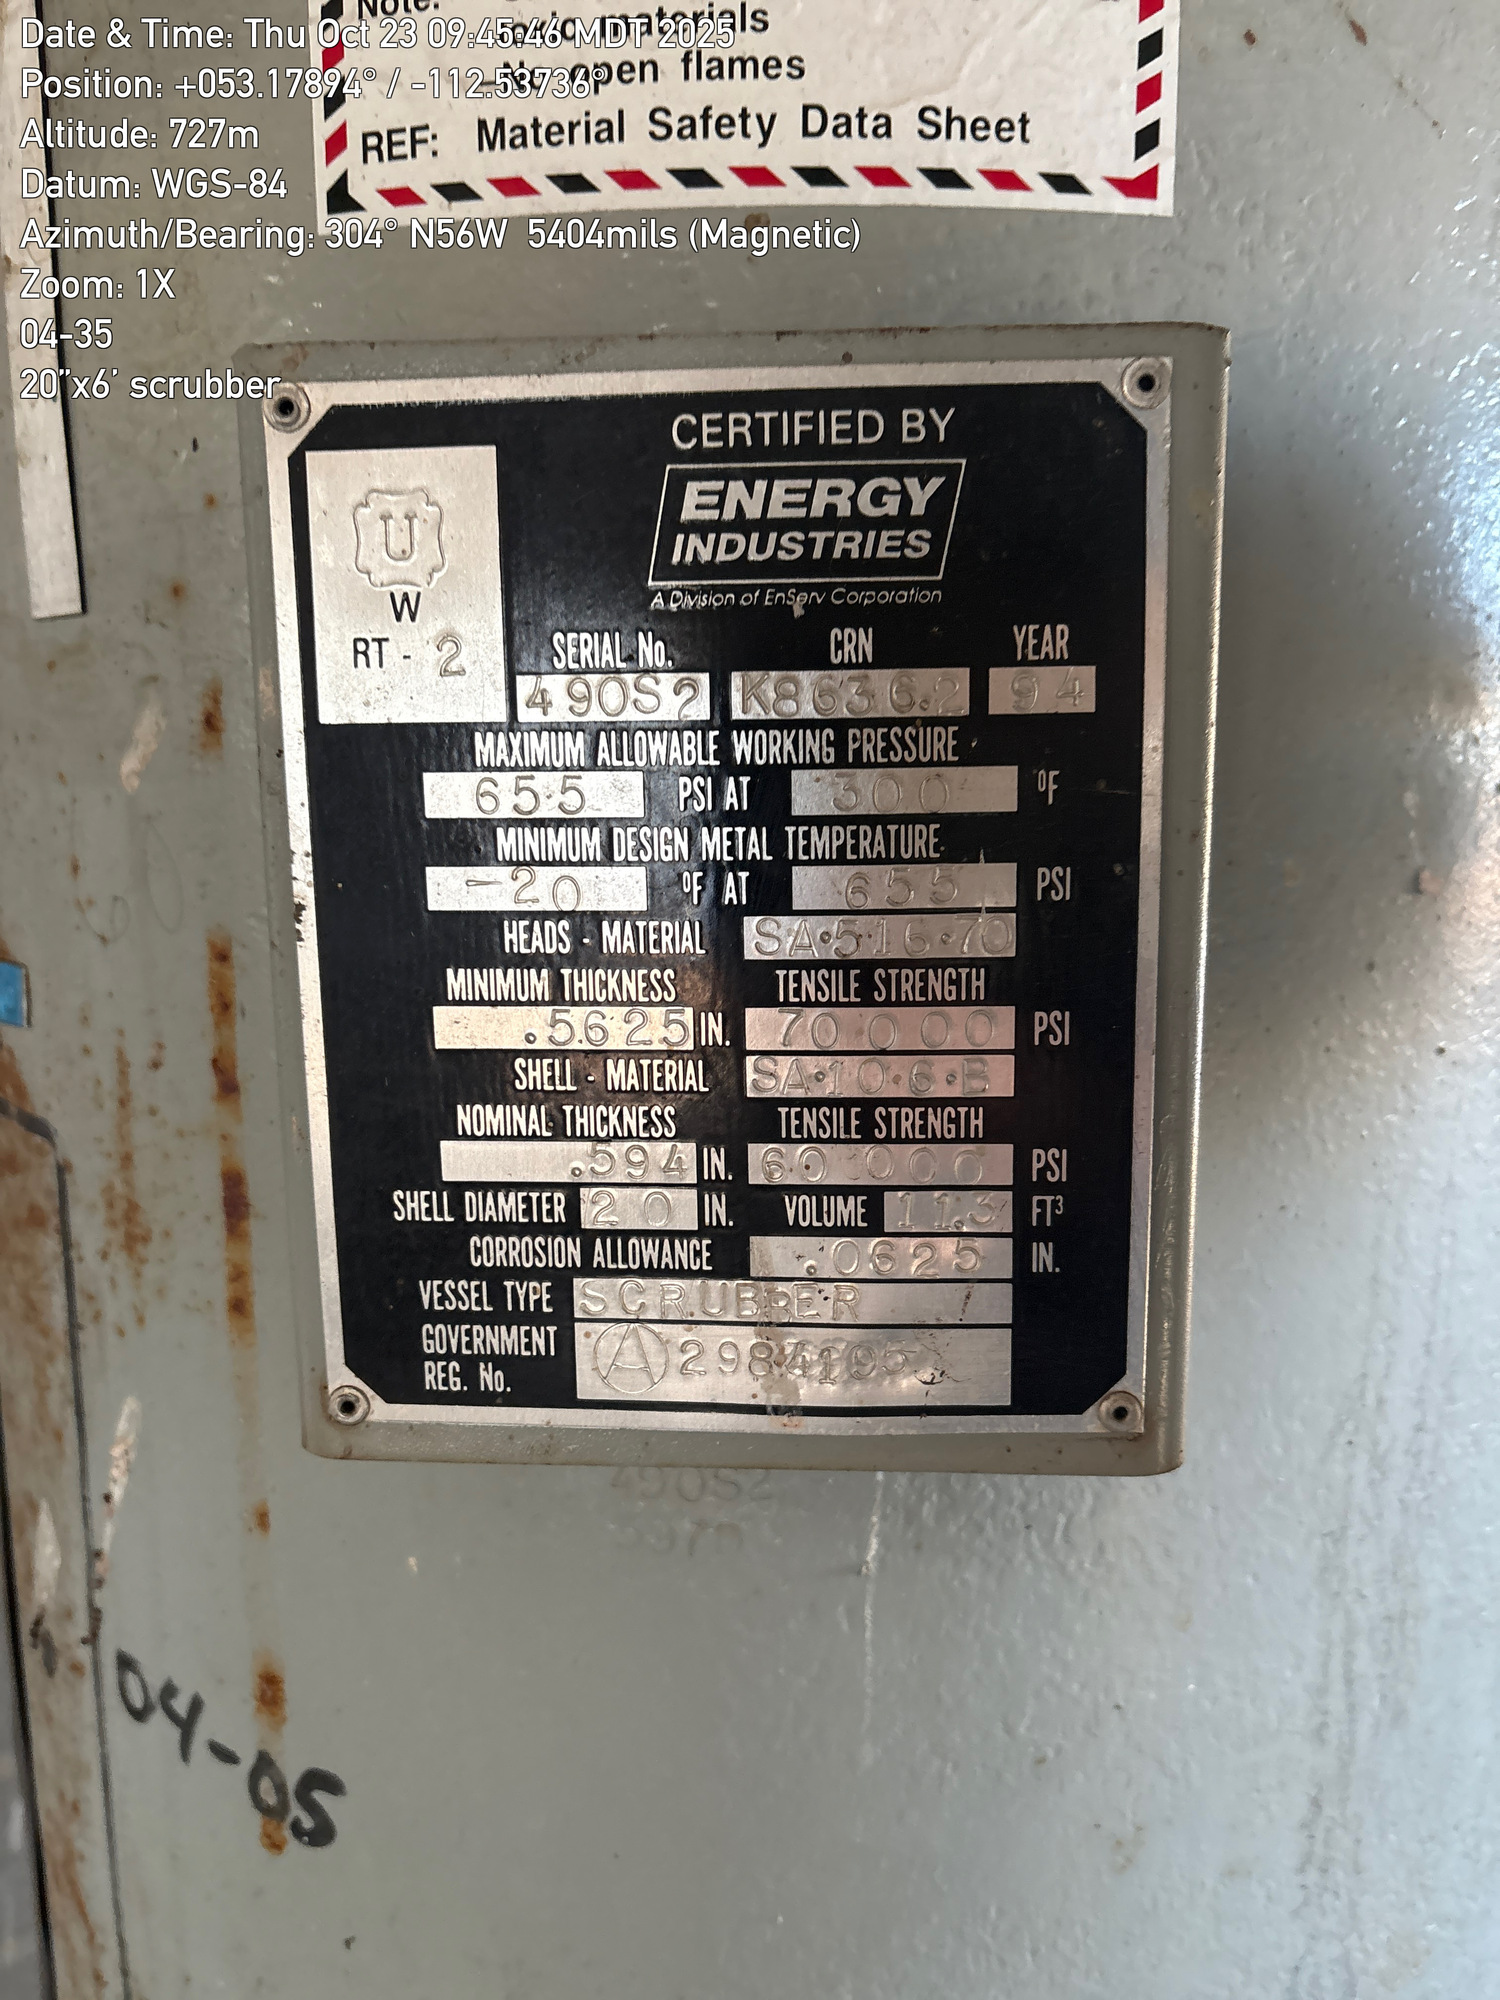 Note:
Date & Time: Thu Oct 23 09:45:46 MDT 2025
materials
Position: +053.17894° / -112.53736°
No open flames
Altitude: 727m
REF: Material Safety Data Sheet
Datum: WGS-84
Azimuth/Bearing: 304° N56W 5404mils (Magnetic)
Zoom: 1X
04-35
20"x6' scrubber
CERTIFIED BY
ENERGY
INDUSTRIES
A Division of EnServ Corporation
U
W
RT - 2
SERIAL No. CRN YEAR
490S2 K8636.2 94
MAXIMUM ALLOWABLE WORKING PRESSURE
655 PSI AT 300 °F
MINIMUM DESIGN METAL TEMPERATURE
-20 °F AT 655 PSI
HEADS - MATERIAL SA·516·70
MINIMUM THICKNESS TENSILE STRENGTH
.5625 IN. 70000 PSI
SHELL - MATERIAL SA·106·B
NOMINAL THICKNESS TENSILE STRENGTH
.594 IN. 60000 PSI
SHELL DIAMETER 20 IN. VOLUME 11.3 FT³
CORROSION ALLOWANCE .0625 IN.
VESSEL TYPE SCRUBBER
GOVERNMENT
REG. No. A
490S2
04-05